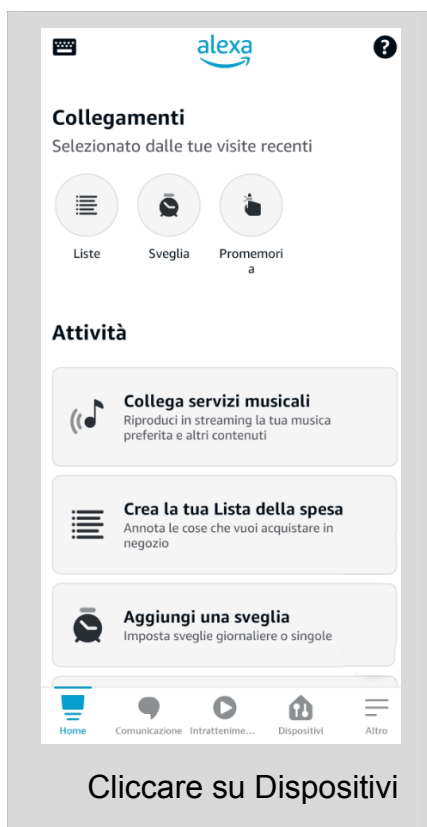 alexa
Collegamenti
Selezionato dalle tue visite recenti
Liste
Sveglia
Promemori
a
Attività
Collega servizi musicali
Riproduci in streaming la tua musica
preferita e altri contenuti
Crea la tua Lista della spesa
Annota le cose che vuoi acquistare in
negozio
Aggiungi una sveglia
Imposta sveglie giornaliere o singole
Home
Comunicazione
Intrattenime...
Dispositivi
Altro
Cliccare su Dispositivi